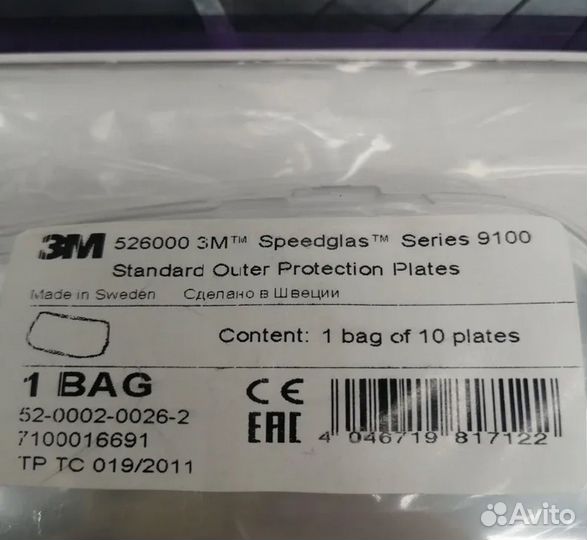 3M 526000 3M™ Speedglas™ Series 9100
Standard Outer Protection Plates
Made in Sweden Сделано в Швеции
Content: 1 bag of 10 plates
1 BAG
52-0002-0026-2
7100016691
TP TC 019/2011
CE
EAC
4 046719 817122
Avito